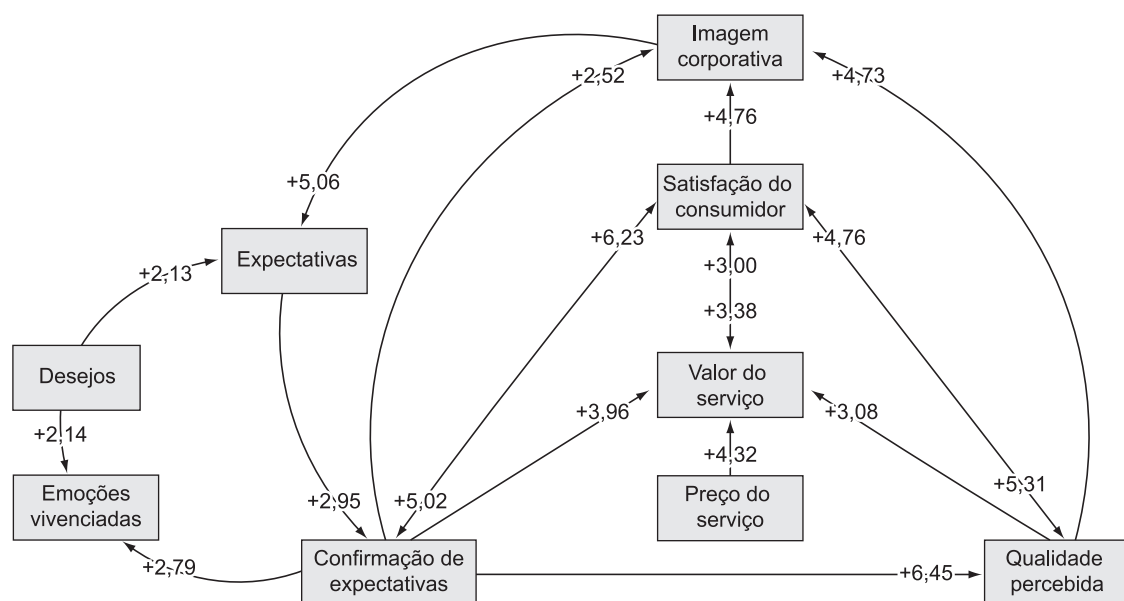 Imagem
corporativa
+2,52
+4,73
+4,76
+5,06
Satisfação do
consumidor
+6,23
+4,76
Expectativas
+2,13
+3,00
+3,38
Desejos
Valor do
serviço
+3,96
+3,08
+2,14
+4,32
Emoções
vivenciadas
Preço do
serviço
+2,95
+5,02
+5,31
Confirmação de
expectativas
Qualidade
percebida
+2,79
+6,45